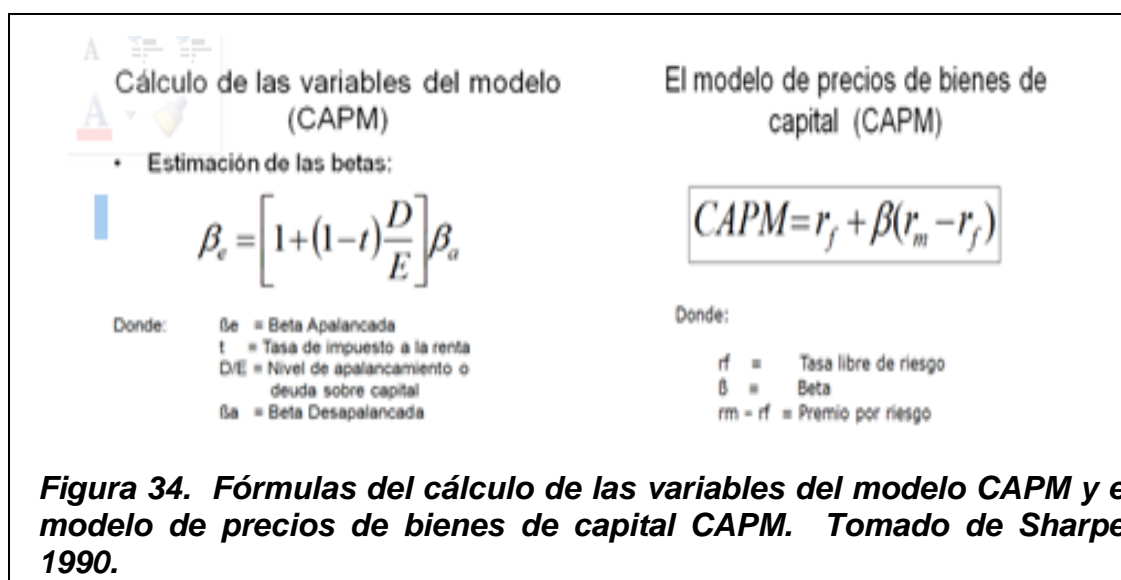 Cálculo de las variables del modelo
(CAPM)
• Estimación de las betas:
βe = [1+(1−t) D/E] βa
Donde:
ße = Beta Apalancada
t = Tasa de impuesto a la renta
D/E = Nivel de apalancamiento o
deuda sobre capital
ßa = Beta Desapalancada
El modelo de precios de bienes de
capital (CAPM)
CAPM=rf + β(rm − rf)
Donde:
rf = Tasa libre de riesgo
ß = Beta
rm – rf = Premio por riesgo
Figura 34. Fórmulas del cálculo de las variables del modelo CAPM y e
modelo de precios de bienes de capital CAPM. Tomado de Sharpe
1990.